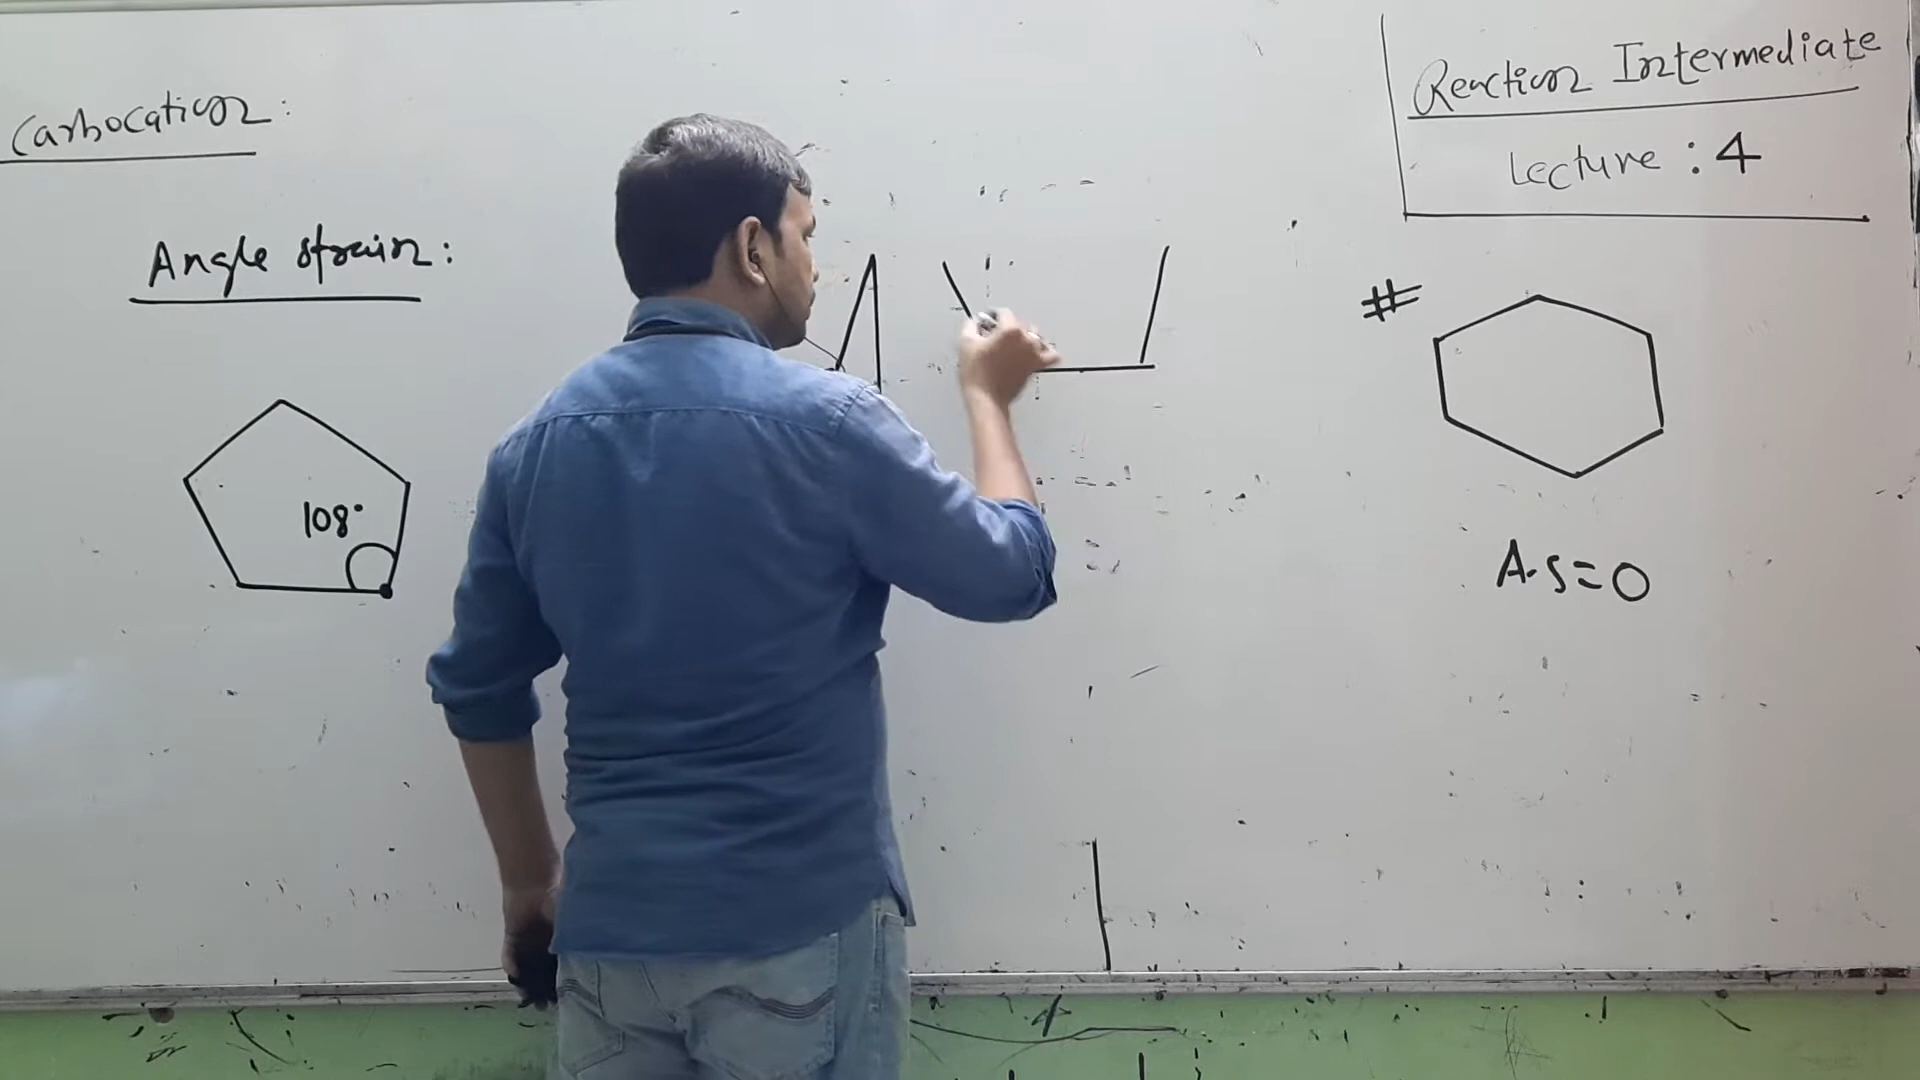 Carbocation:
Angle strain:
108°
Reaction Intermediate
Lecture : 4
#
A.S=0